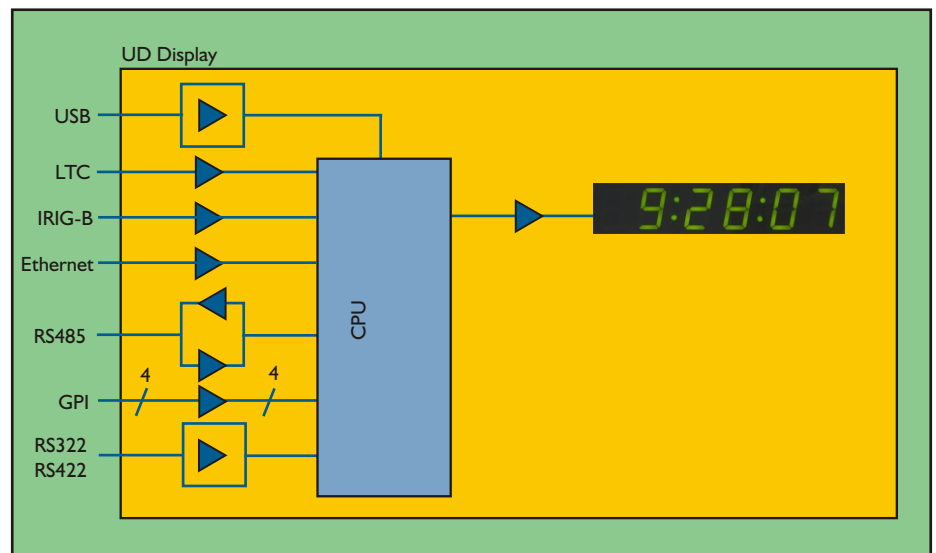 UD Display
USB
LTC
IRIG-B
Ethernet
RS485
4
4
GPI
RS322
RS422
CPU
9:28:07